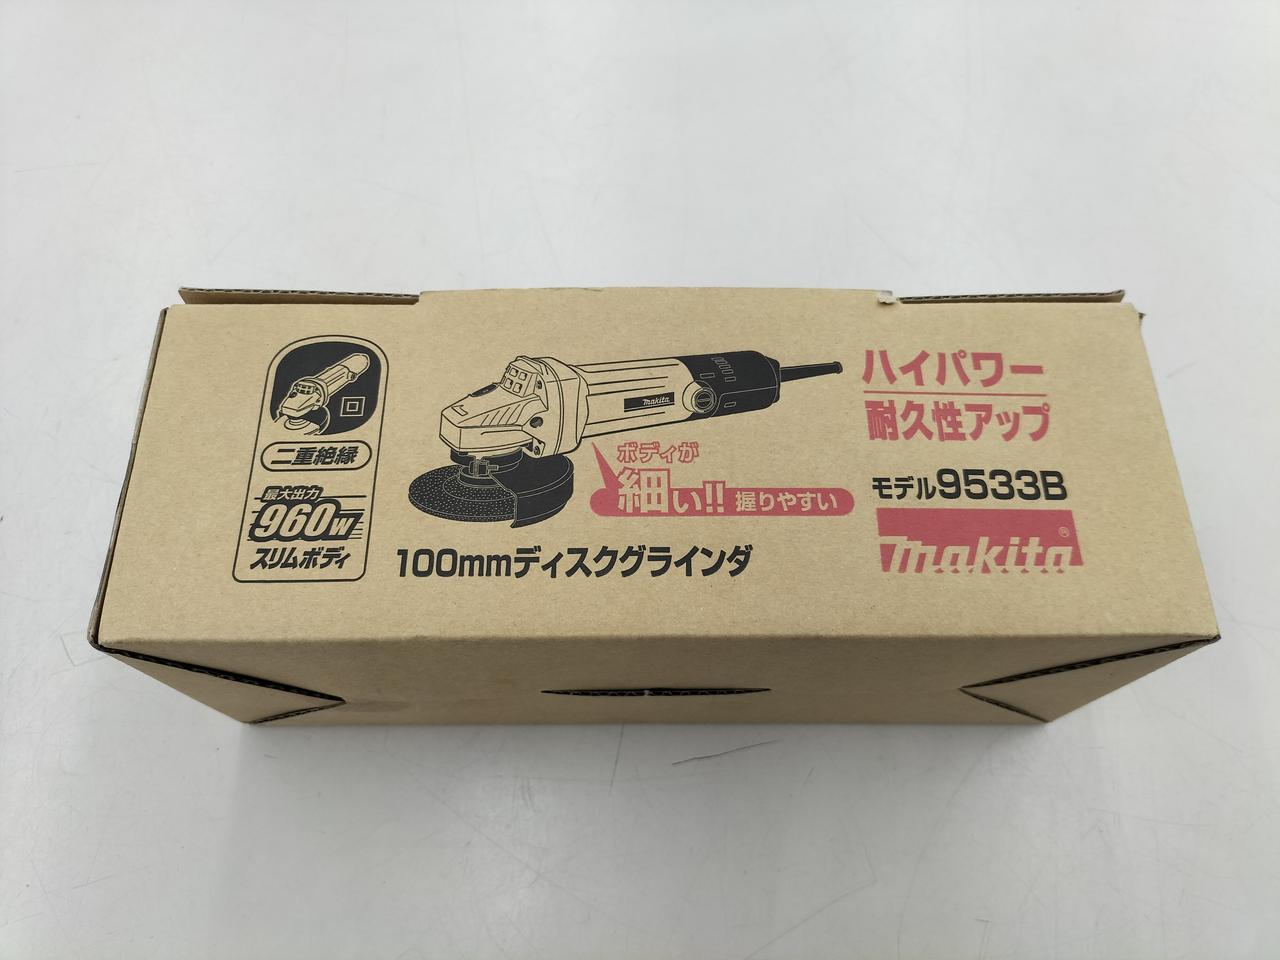 二重絶縁
最大出力
960W
スリムボディ
makita
ボディが
細い!! 握りやすい
100mmディスクグラインダ
ハイパワー
耐久性アップ
モデル9533B
makita®